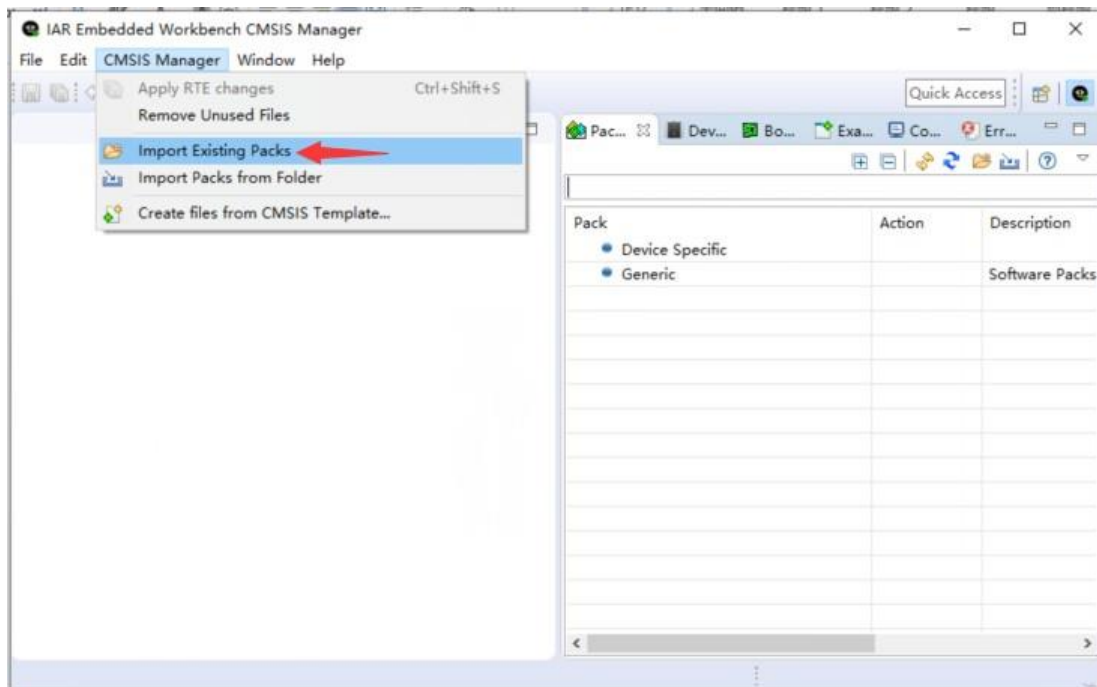 IAR Embedded Workbench CMSIS Manager
File Edit CMSIS Manager Window Help
Apply RTE changes Ctrl+Shift+S
Remove Unused Files
Import Existing Packs
Import Packs from Folder
Create files from CMSIS Template...
Quick Access
Pac... Dev... Bo... Exa... Co... Err...
Pack Action Description
Device Specific
Generic Software Packs